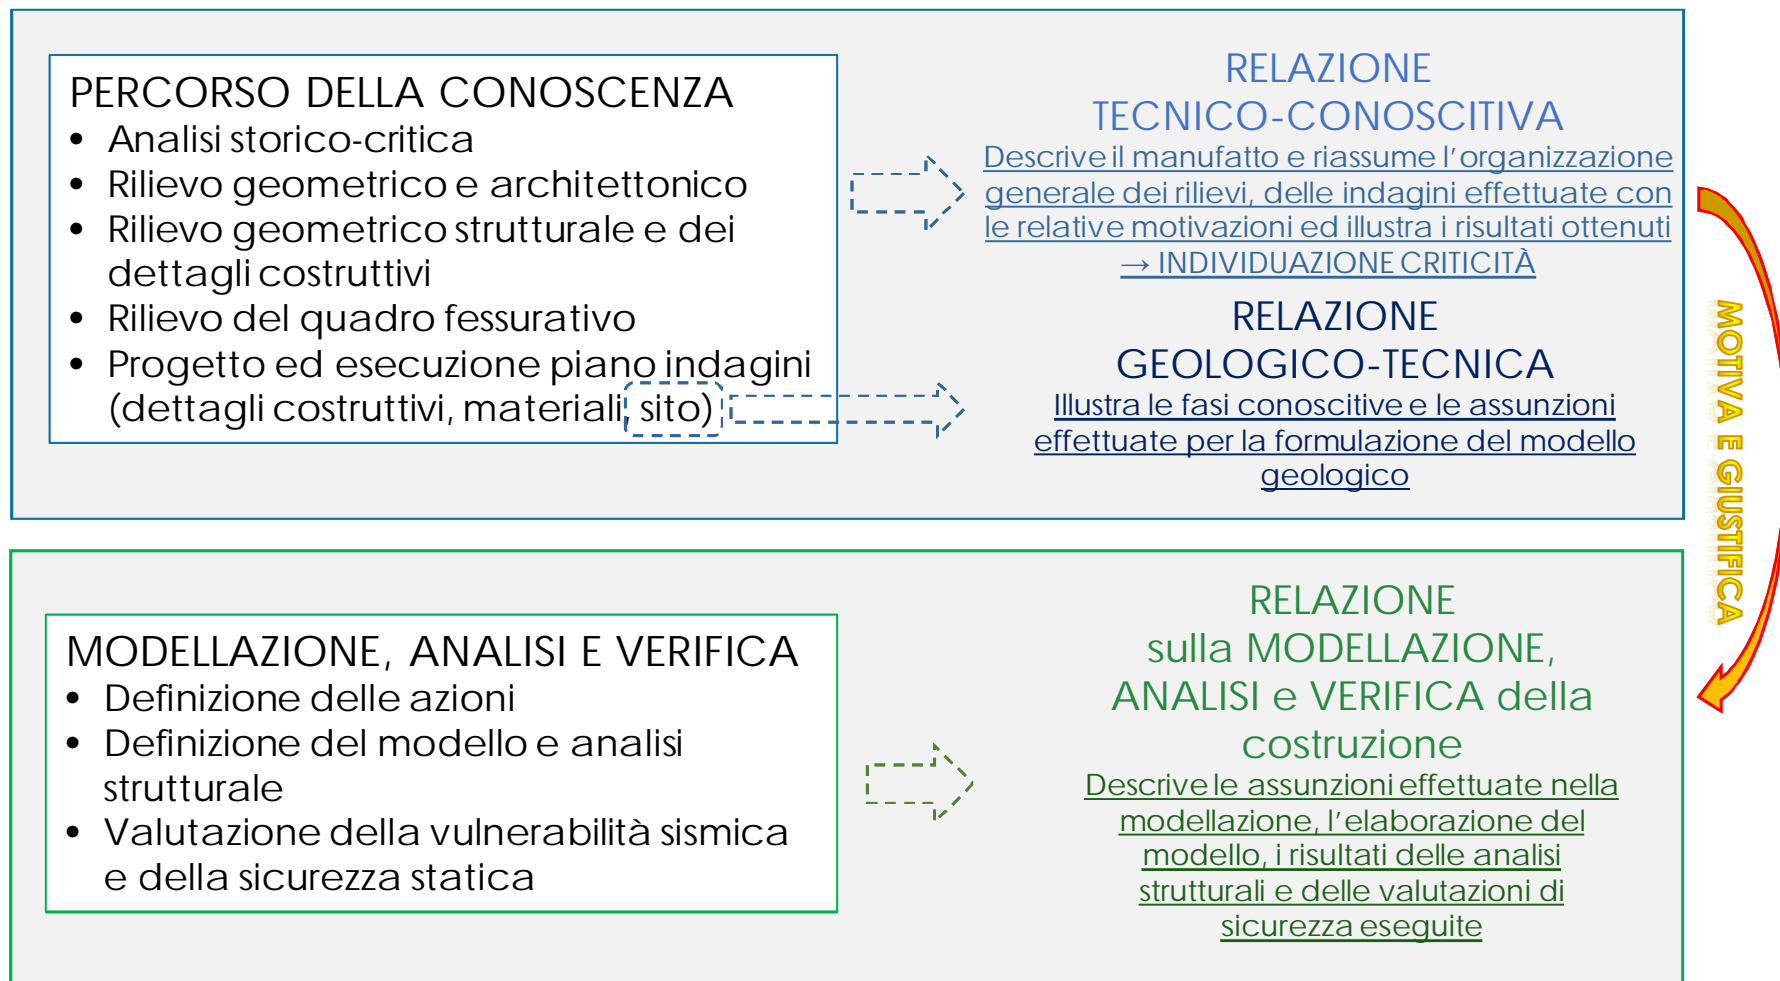 PERCORSO DELLA CONOSCENZA
• Analisi storico-critica
• Rilievo geometrico e architettonico
• Rilievo geometrico strutturale e dei
dettagli costruttivi
• Rilievo del quadro fessurativo
• Progetto ed esecuzione piano indagini
(dettagli costruttivi, materiali, sito)
RELAZIONE
TECNICO-CONOSCITIVA
Descrive il manufatto e riassume l’organizzazione
generale dei rilievi, delle indagini effettuate con
le relative motivazioni ed illustra i risultati ottenuti
→ INDIVIDUAZIONE CRITICITÀ
RELAZIONE
GEOLOGICO-TECNICA
Illustra le fasi conoscitive e le assunzioni
effettuate per la formulazione del modello
geologico
MOTIVA E GIUSTIFICA
MODELLAZIONE, ANALISI E VERIFICA
• Definizione delle azioni
• Definizione del modello e analisi
strutturale
• Valutazione della vulnerabilità sismica
e della sicurezza statica
RELAZIONE
sulla MODELLAZIONE,
ANALISI e VERIFICA della
costruzione
Descrive le assunzioni effettuate nella
modellazione, l’elaborazione del
modello, i risultati delle analisi
strutturali e delle valutazioni di
sicurezza eseguite